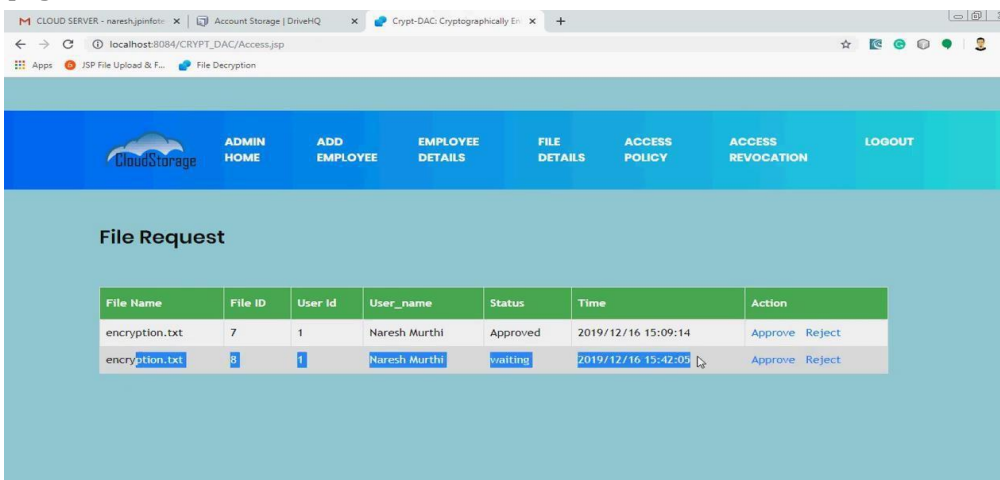 CLOUD SERVER - naresh.jpinfote
Account Storage | DriveHQ
Crypt-DAC: Cryptographically En
localhost:8084/CRYPT_DAC/Access.jsp
Apps JSP File Upload & F... File Decryption
CloudStorage
ADMIN HOME
ADD EMPLOYEE
EMPLOYEE DETAILS
FILE DETAILS
ACCESS POLICY
ACCESS REVOCATION
LOGOUT
File Request
File Name File ID User Id User_name Status Time Action
encryption.txt 7 1 Naresh Murthi Approved 2019/12/16 15:09:14 Approve Reject
encryption.txt 8 1 Naresh Murthi waiting 2019/12/16 15:42:05 Approve Reject